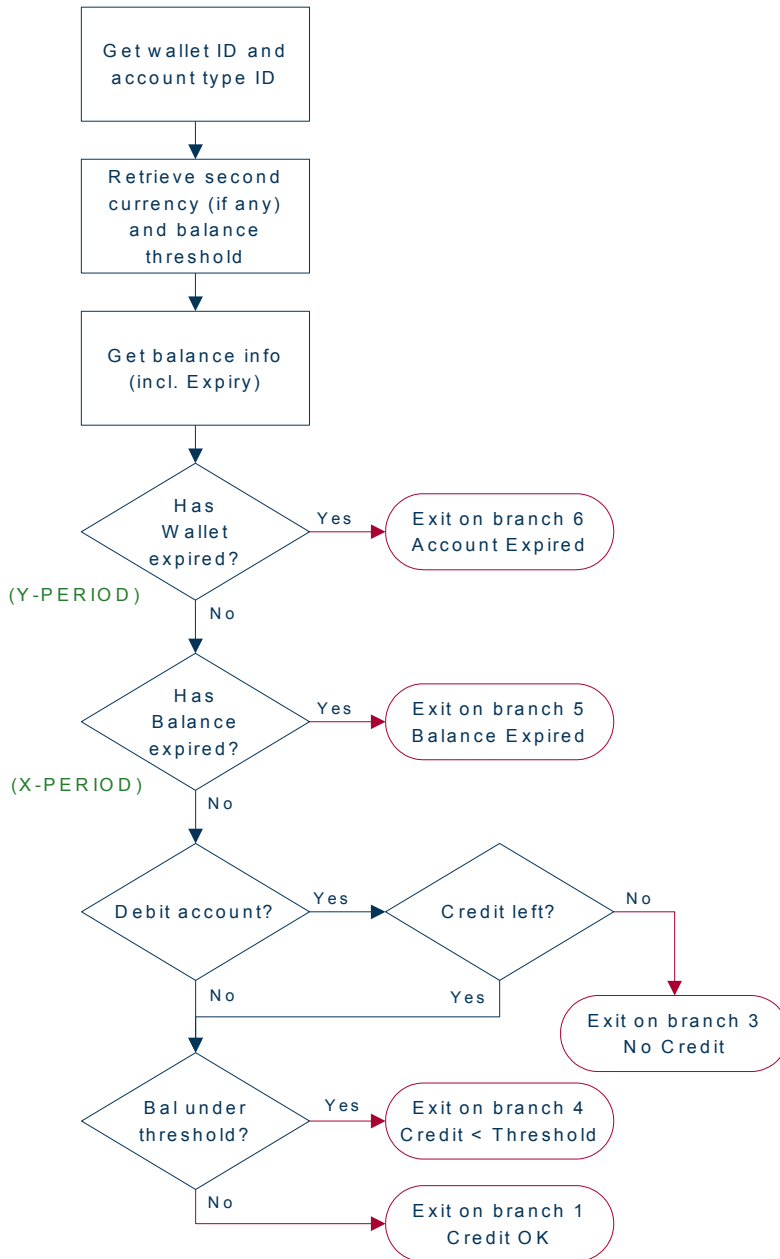 Get wallet ID and
account type ID
Retrieve second
currency (if any)
and balance
threshold
Get balance info
(incl. Expiry)
Has
Wallet
expired?
Yes
Exit on branch 6
Account Expired
(Y-PERIOD)
No
Has
Balance
expired?
Yes
Exit on branch 5
Balance Expired
(X-PERIOD)
No
Debit account?
Yes
Credit left?
No
No
Yes
Exit on branch 3
No Credit
Bal under
threshold?
Yes
Exit on branch 4
Credit < Threshold
No
Exit on branch 1
Credit OK